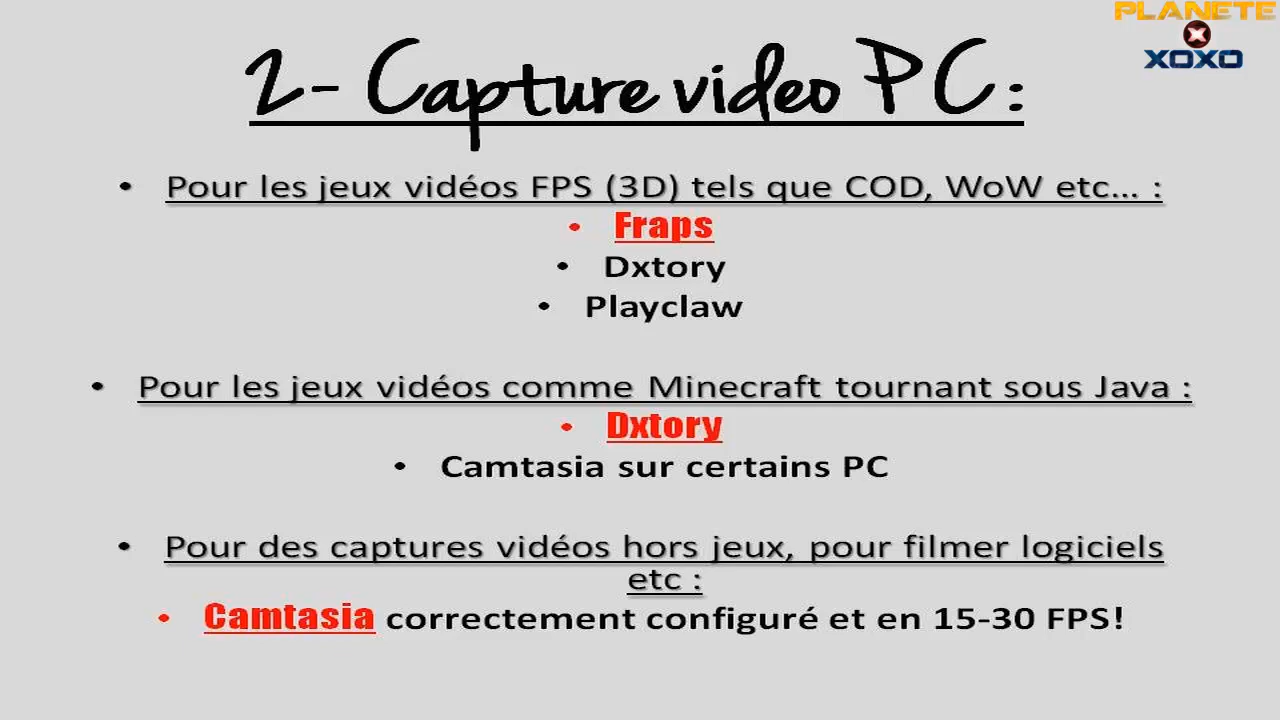 PLANETE
XOXO
2- Capture video PC :
• Pour les jeux vidéos FPS (3D) tels que COD, WoW etc... :
• Fraps
• Dxtory
• Playclaw
• Pour les jeux vidéos comme Minecraft tournant sous Java :
• Dxtory
• Camtasia sur certains PC
• Pour des captures vidéos hors jeux, pour filmer logiciels
etc :
• Camtasia correctement configuré et en 15-30 FPS!